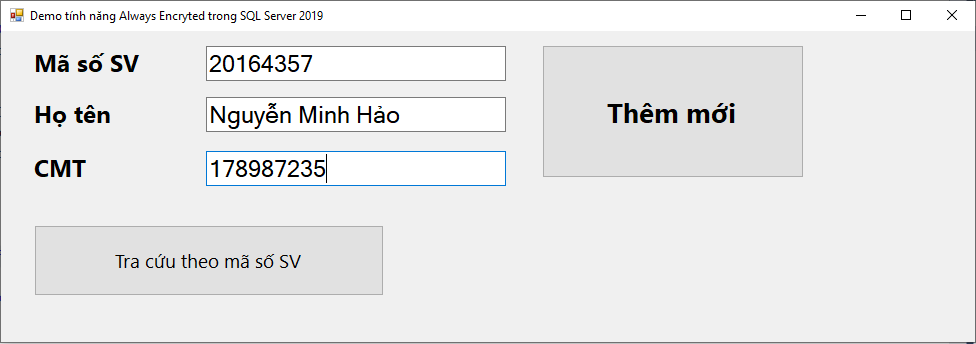 Demo tính năng Always Encryted trong SQL Server 2019
Mã số SV 20164357
Thêm mới
Họ tên Nguyễn Minh Hảo
CMT 178987235
Tra cứu theo mã số SV